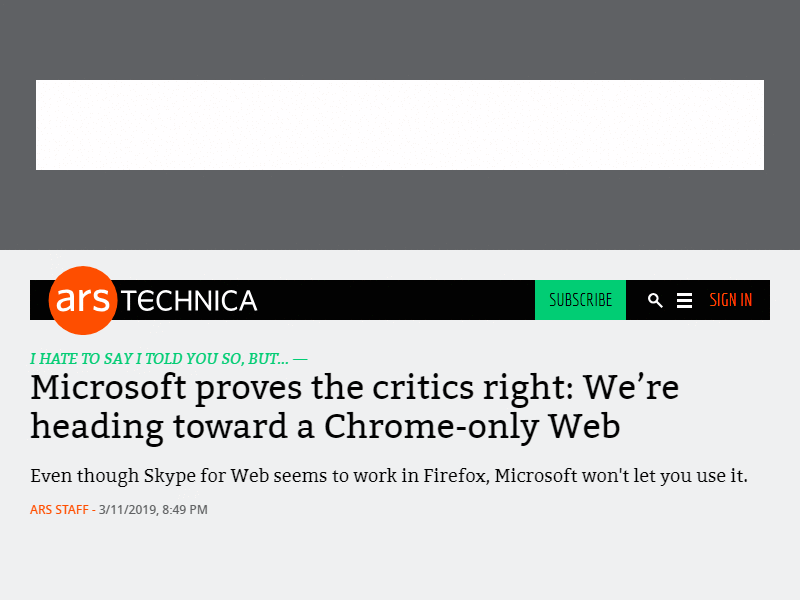 ars TECHNICA SUBSCRIBE SIGN IN
I HATE TO SAY I TOLD YOU SO, BUT… —
Microsoft proves the critics right: We’re
heading toward a Chrome-only Web
Even though Skype for Web seems to work in Firefox, Microsoft won't let you use it.
ARS STAFF - 3/11/2019, 8:49 PM